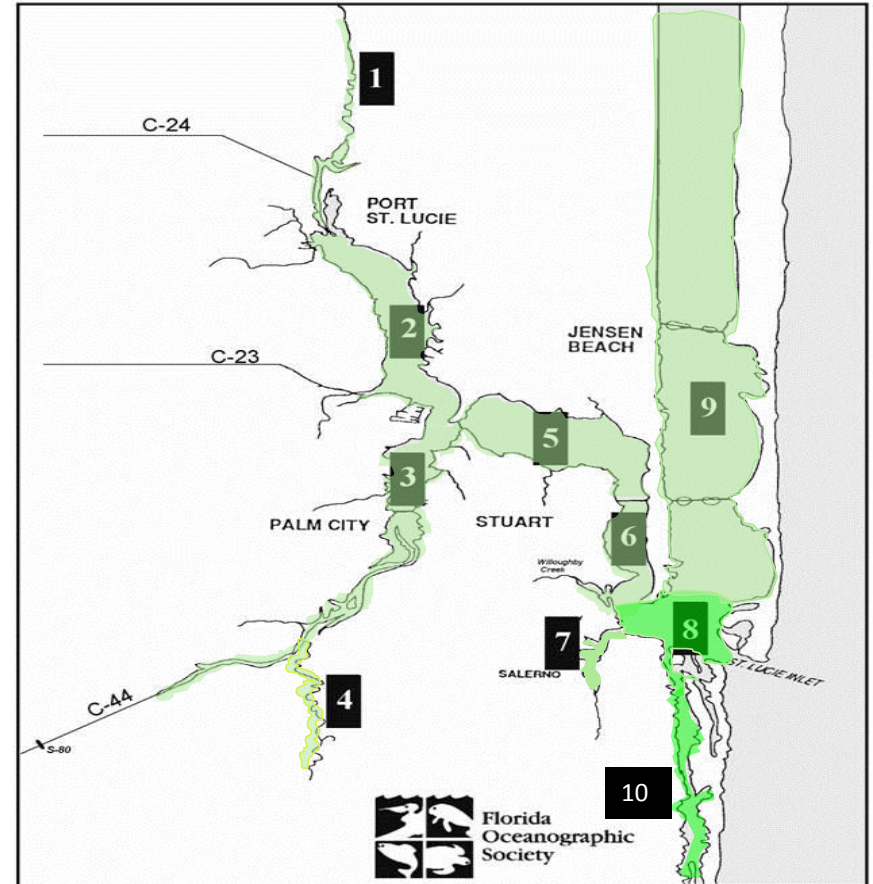 1
C-24
PORT
ST. LUCIE
2
JENSEN
BEACH
C-23
9
5
3
PALM CITY
STUART
6
Willoughby
Creek
8
7
ST. LUCIE INLET
SALERNO
4
C-44
S-80
10
Florida
Oceanographic
Society